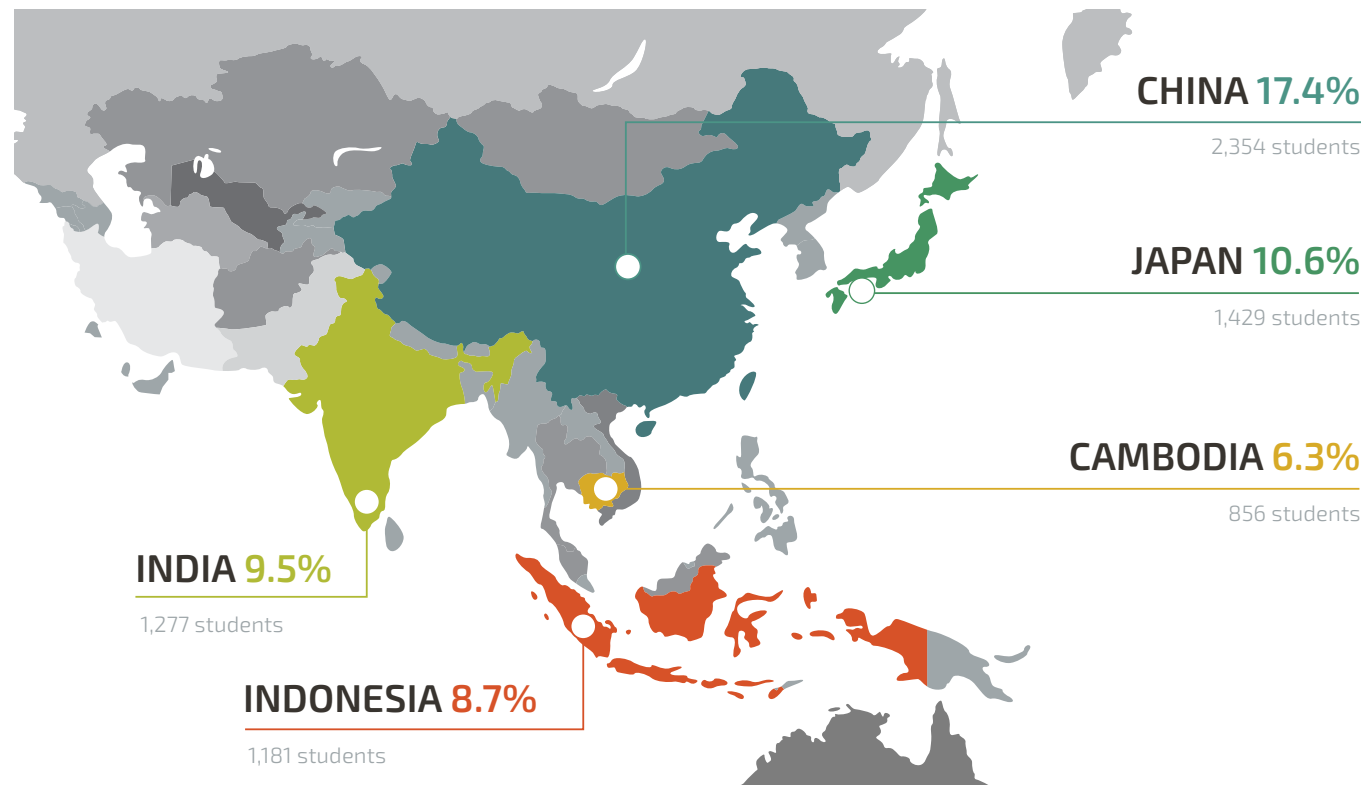 CHINA 17.4%
2,354 students
JAPAN 10.6%
1,429 students
CAMBODIA 6.3%
856 students
INDIA 9.5%
1,277 students
INDONESIA 8.7%
1,181 students